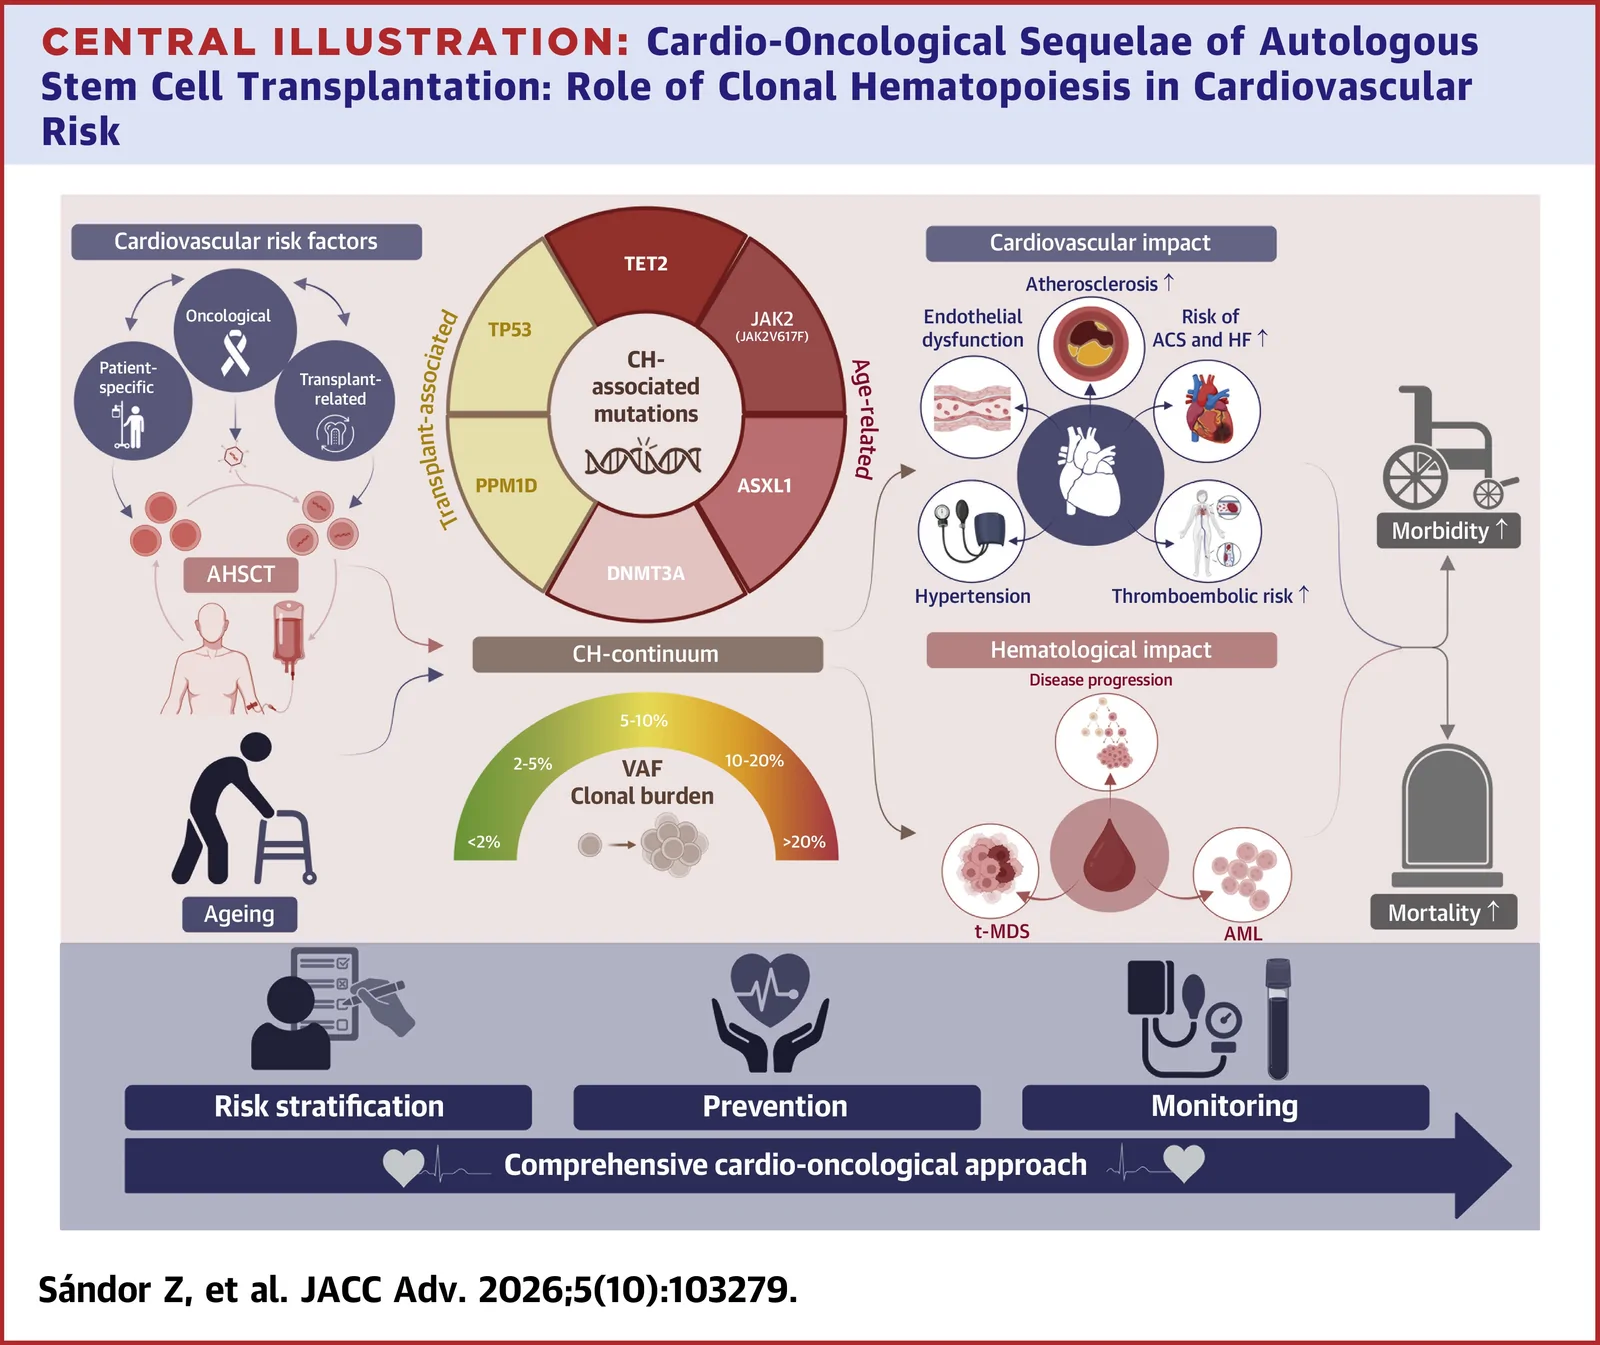 CENTRAL ILLUSTRATION: Cardio-Oncological Sequelae of Autologous
Stem Cell Transplantation: Role of Clonal Hematopoiesis in Cardiovascular
Risk
Cardiovascular risk factors
Oncological
Patient-
specific
Transplant-
related
AHSCT
Ageing
Transplant-associated
Age-related
TET2
JAK2
(JAK2V617F)
ASXL1
DNMT3A
PPM1D
TP53
CH-
associated
mutations
CH-continuum
<2%
2-5%
5-10%
10-20%
>20%
VAF
Clonal burden
Cardiovascular impact
Atherosclerosis ↑
Endothelial
dysfunction
Risk of
ACS and HF ↑
Hypertension
Thromboembolic risk ↑
Hematological impact
Disease progression
t-MDS
AML
Morbidity ↑
Mortality ↑
Risk stratification
Prevention
Monitoring
Comprehensive cardio-oncological approach
Sándor Z, et al. JACC Adv. 2026;5(10):103279.